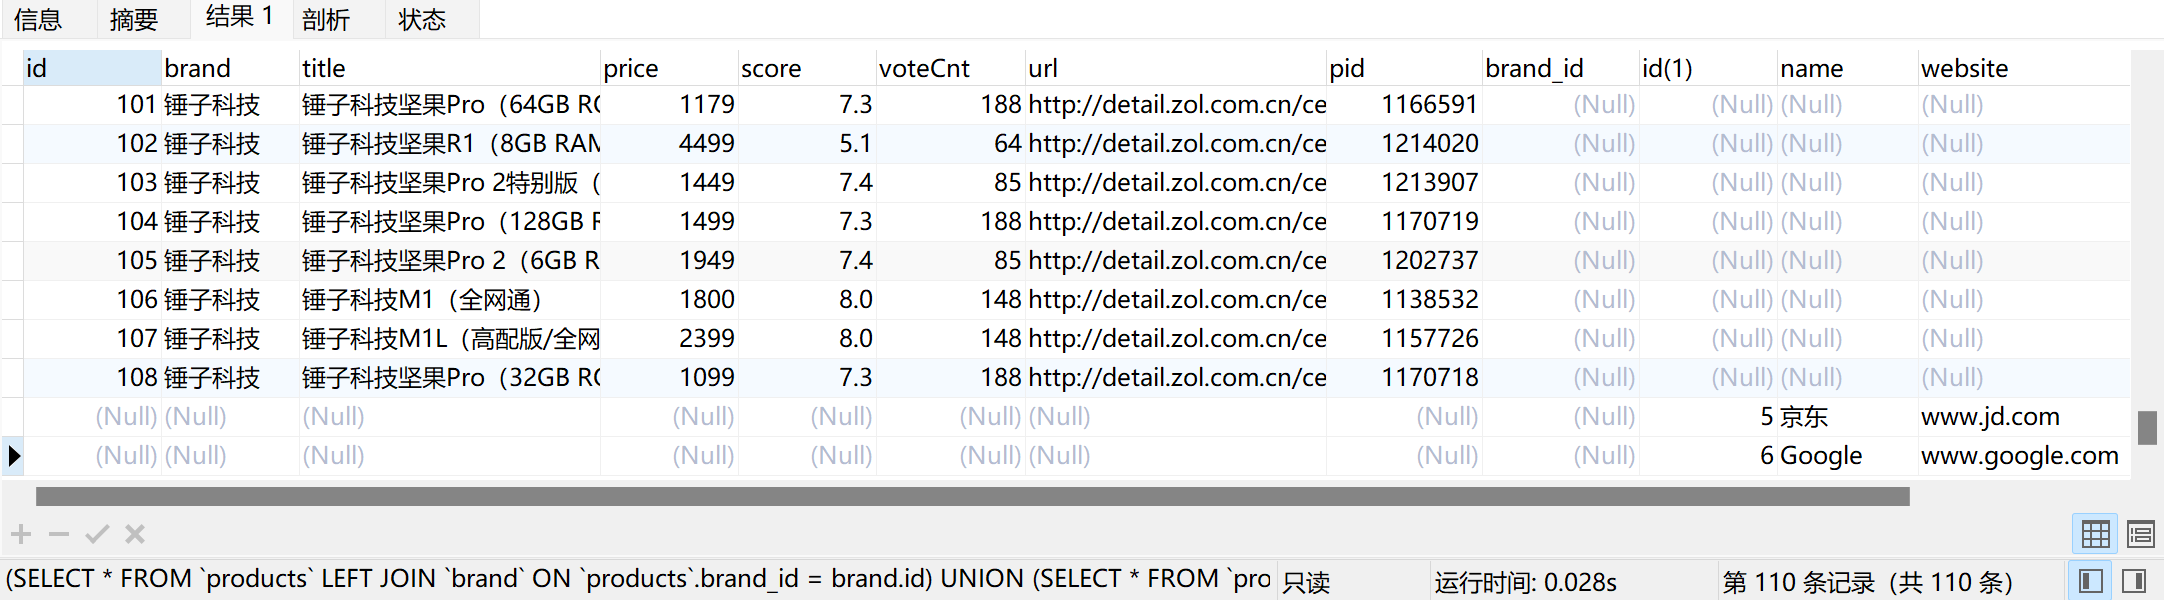 信息 摘要 结果 1 剖析 状态
id brand title price score voteCnt url pid brand_id id(1) name website
101 锤子科技 锤子科技坚果Pro（64GB RO 1179 7.3 188 http://detail.zol.com.cn/ce 1166591 (Null) (Null) (Null) (Null)
102 锤子科技 锤子科技坚果R1（8GB RAM 4499 5.1 64 http://detail.zol.com.cn/ce 1214020 (Null) (Null) (Null) (Null)
103 锤子科技 锤子科技坚果Pro 2特别版（ 1449 7.4 85 http://detail.zol.com.cn/ce 1213907 (Null) (Null) (Null) (Null)
104 锤子科技 锤子科技坚果Pro（128GB R 1499 7.3 188 http://detail.zol.com.cn/ce 1170719 (Null) (Null) (Null) (Null)
105 锤子科技 锤子科技坚果Pro 2（6GB R 1949 7.4 85 http://detail.zol.com.cn/ce 1202737 (Null) (Null) (Null) (Null)
106 锤子科技 锤子科技M1（全网通） 1800 8.0 148 http://detail.zol.com.cn/ce 1138532 (Null) (Null) (Null) (Null)
107 锤子科技 锤子科技M1L（高配版/全网 2399 8.0 148 http://detail.zol.com.cn/ce 1157726 (Null) (Null) (Null) (Null)
108 锤子科技 锤子科技坚果Pro（32GB RO 1099 7.3 188 http://detail.zol.com.cn/ce 1170718 (Null) (Null) (Null) (Null)
(Null) (Null) (Null) (Null) (Null) (Null) (Null) (Null) (Null) 5 京东 www.jd.com
(Null) (Null) (Null) (Null) (Null) (Null) (Null) (Null) (Null) 6 Google www.google.com
(SELECT * FROM `products` LEFT JOIN `brand` ON `products`.brand_id = brand.id) UNION (SELECT * FROM `pro 只读 运行时间: 0.028s 第 110 条记录（共 110 条）